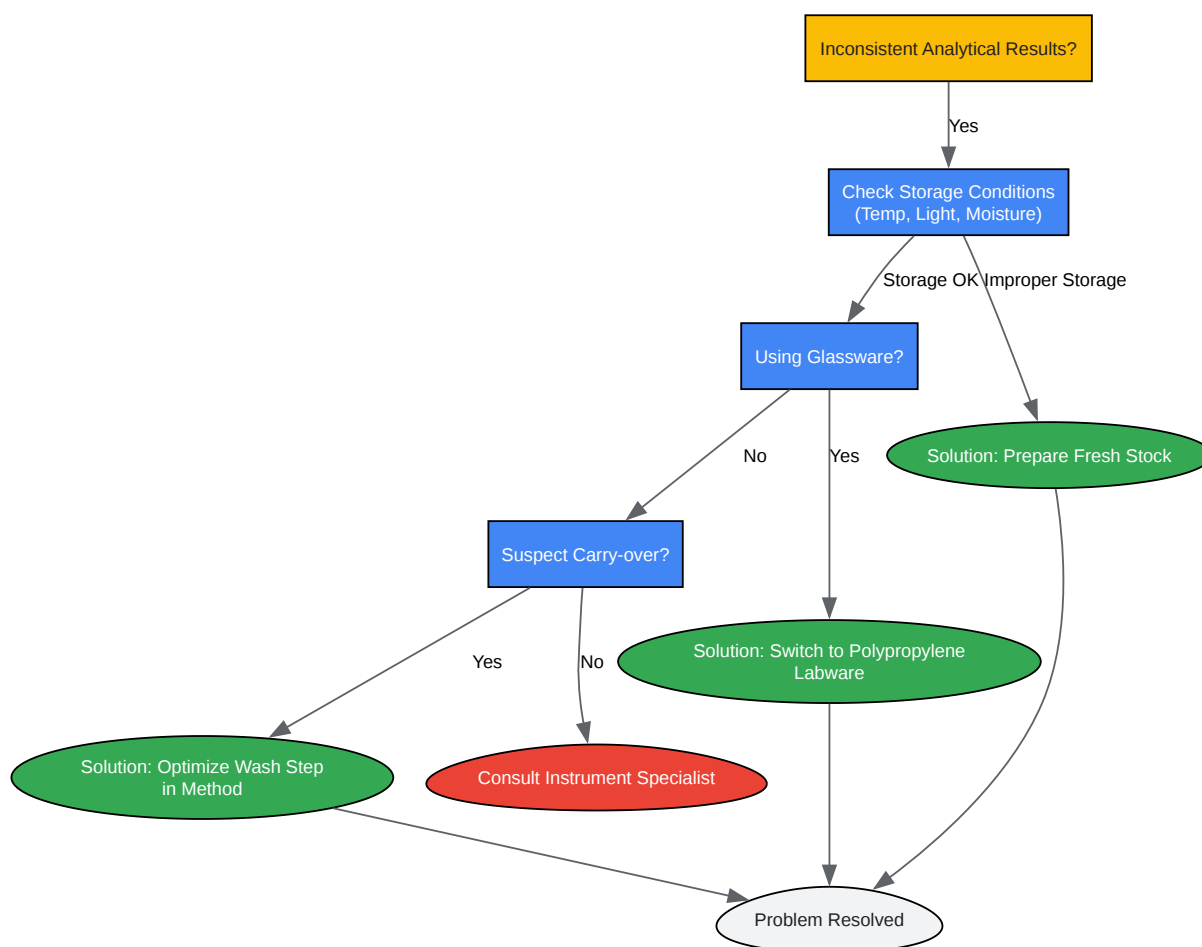 Inconsistent Analytical Results?
Yes
Check Storage Conditions
(Temp, Light, Moisture)
Storage OK
Improper Storage
Using Glassware?
Solution: Prepare Fresh Stock
No
Yes
Suspect Carry-over?
Solution: Switch to Polypropylene
Labware
Yes
No
Solution: Optimize Wash Step
in Method
Consult Instrument Specialist
Problem Resolved